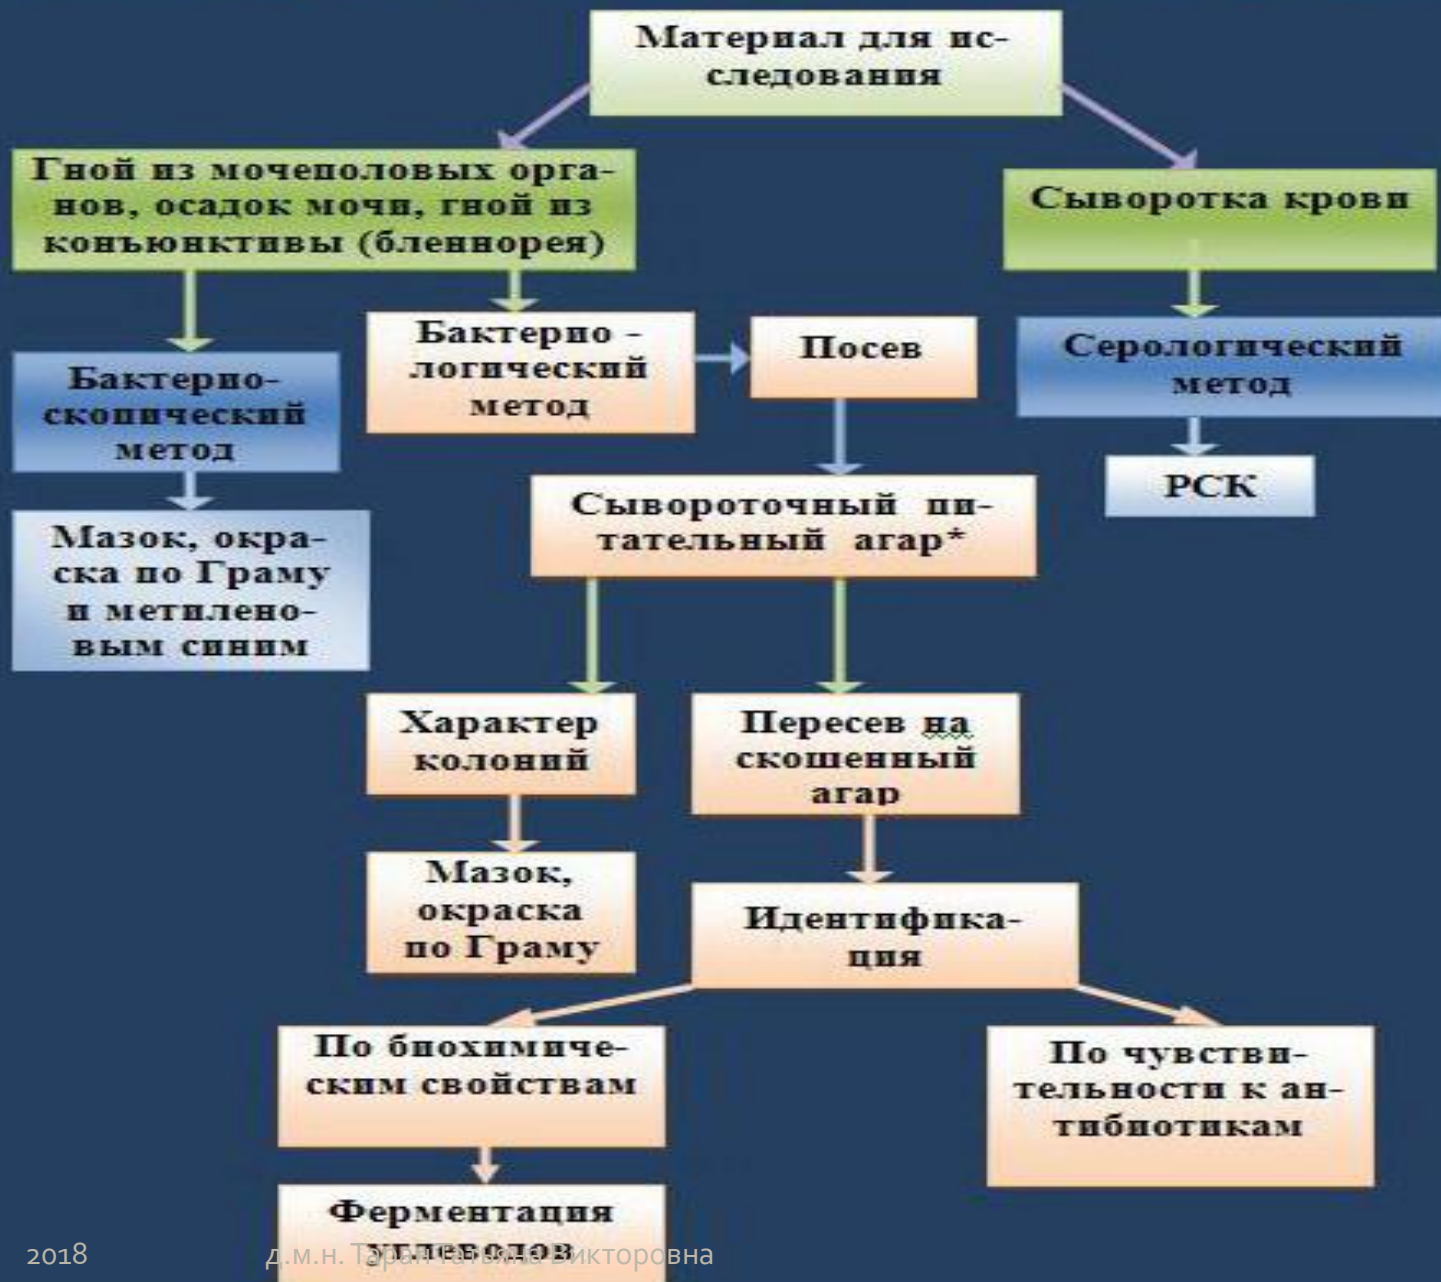 Материал для ис-
следования
Гной из мочеполовых орга-
нов, осадок мочи, гной из
конъюнктивы (бленнорея)
Сыворотка крови
Бактерио-
скопический
метод
Бактерио -
логический
метод
Посев
Серологический
метод
РСК
Мазок, окра-
ска по Граму
и метилено-
вым синим
Сывороточный пи-
тательный агар*
Характер
колоний
Пересев на
скошенный
агар
Мазок,
окраска
по Граму
Идентифика-
ция
По биохимиче-
ским свойствам
По чувстви-
тельности к ан-
тибиотикам
Ферментация
углеводов
2018
д.м.н. Таран Татьяна Викторовна